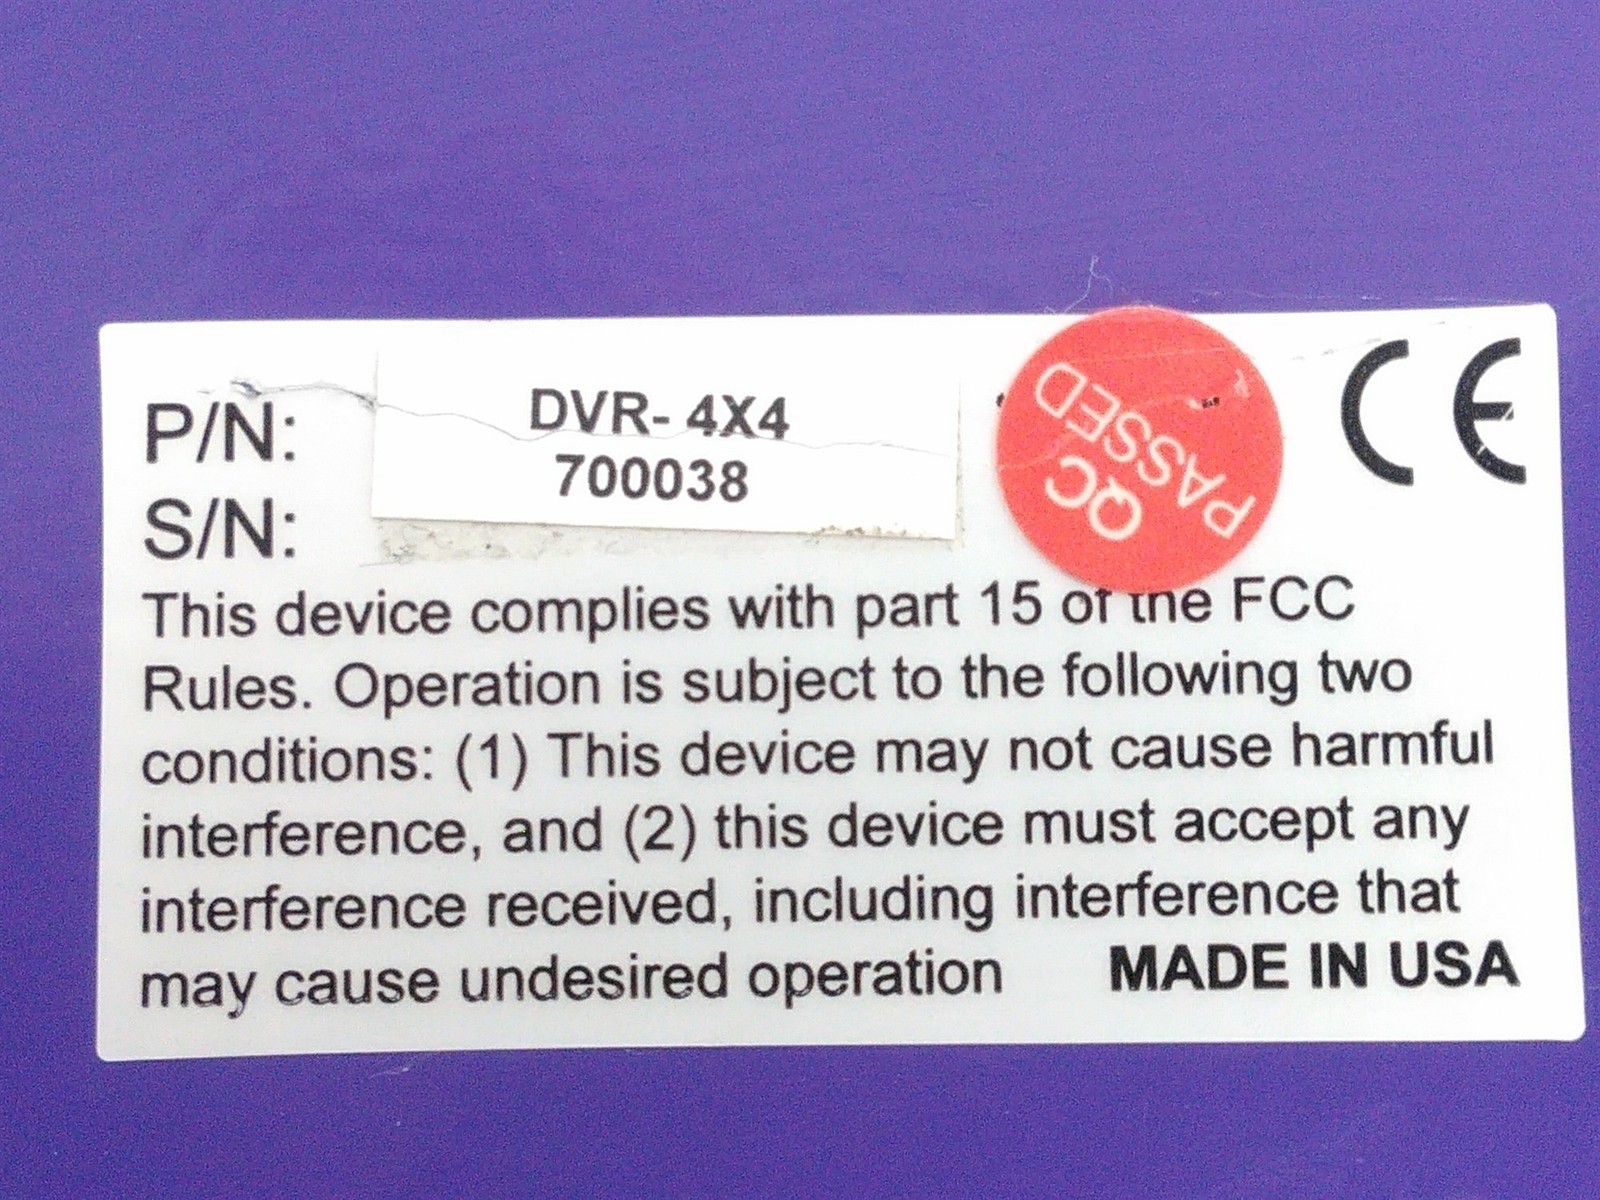 P/N: DVR- 4X4
S/N: 700038
QC
PASSED
CE
This device complies with part 15 of the FCC
Rules. Operation is subject to the following two
conditions: (1) This device may not cause harmful
interference, and (2) this device must accept any
interference received, including interference that
may cause undesired operation MADE IN USA